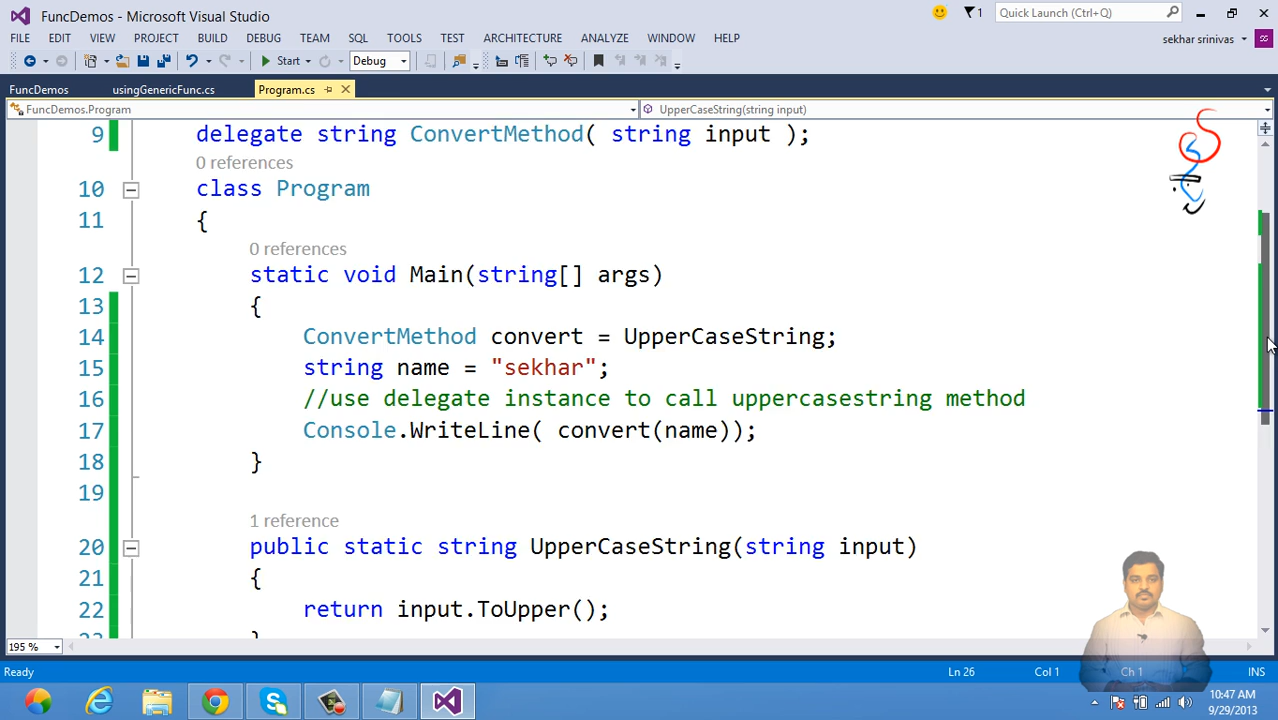 FuncDemos - Microsoft Visual Studio
1
Quick Launch (Ctrl+Q)
FILE EDIT VIEW PROJECT BUILD DEBUG TEAM SQL TOOLS TEST ARCHITECTURE ANALYZE WINDOW HELP
sekhar srinivas
SS
Start
Debug
FuncDemos usingGenericFunc.cs Program.cs
FuncDemos.Program UpperCaseString(string input)
9 delegate string ConvertMethod( string input );
0 references
10 class Program
11 {
0 references
12 static void Main(string[] args)
13 {
14 ConvertMethod convert = UpperCaseString;
15 string name = "sekhar";
16 //use delegate instance to call uppercasestring method
17 Console.WriteLine( convert(name));
18 }
19
1 reference
20 public static string UpperCaseString(string input)
21 {
22 return input.ToUpper();
195 %
Ready Ln 26 Col 1 Ch 1 INS
10:47 AM
9/29/2013